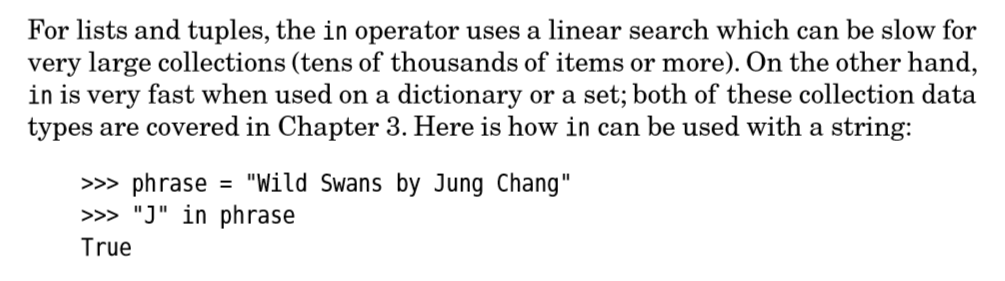 For lists and tuples, the in operator uses a linear search which can be slow for
very large collections (tens of thousands of items or more). On the other hand,
in is very fast when used on a dictionary or a set; both of these collection data
types are covered in Chapter 3. Here is how in can be used with a string:
>>> phrase = "Wild Swans by Jung Chang"
>>> "J" in phrase
True